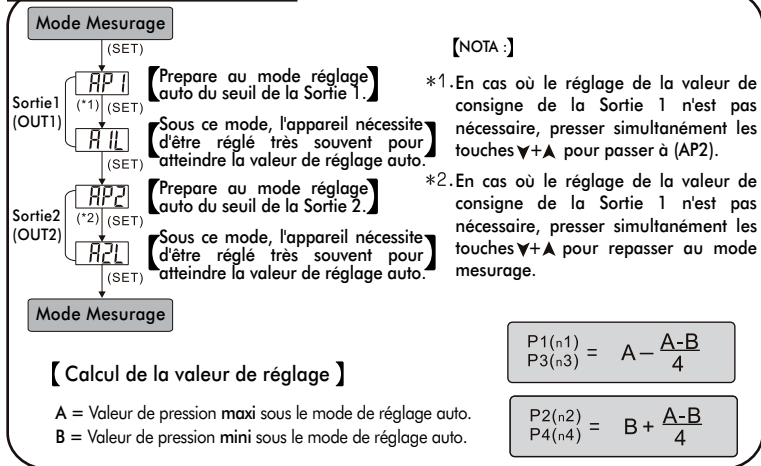 Mode Mesurage
(SET)
Sortie1
(OUT1)
AP1
(*1) (SET)
A1L
(SET)
【Prepare au mode réglage
auto du seuil de la Sortie 1.】
【Sous ce mode, l'appareil nécessite
d'être réglé très souvent pour
atteindre la valeur de réglage auto.】
Sortie2
(OUT2)
AP2
(*2) (SET)
A2L
(SET)
【Prepare au mode réglage
auto du seuil de la Sortie 2.】
【Sous ce mode, l'appareil nécessite
d'être réglé très souvent pour
atteindre la valeur de réglage auto.】
Mode Mesurage
【NOTA :】
*1.En cas où le réglage de la valeur de
consigne de la Sortie 1 n'est pas
nécessaire, presser simultanément les
touches▼+▲ pour passer à (AP2).
*2.En cas où le réglage de la valeur de
consigne de la Sortie 1 n'est pas
nécessaire, presser simultanément les
touches▼+▲ pour repasser au mode
mesurage.
【 Calcul de la valeur de réglage 】
A = Valeur de pression maxi sous le mode de réglage auto.
B = Valeur de pression mini sous le mode de réglage auto.
P1(n1)
P3(n3) = A – A-B
4
P2(n2)
P4(n4) = B + A-B
4